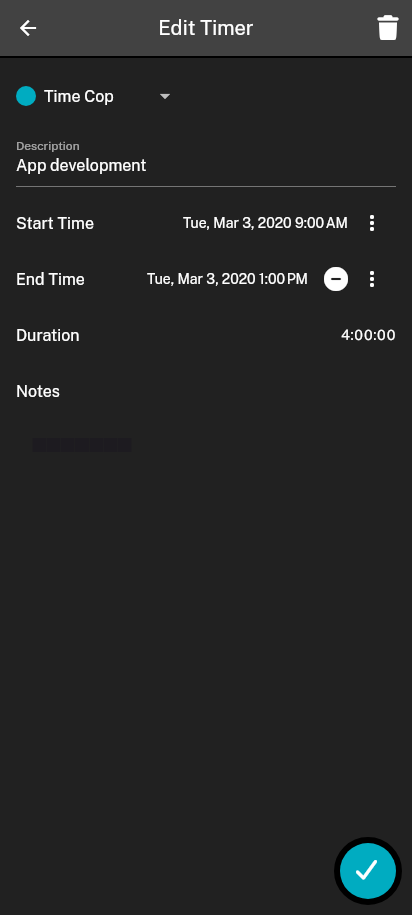 Edit Timer
Time Cop
Description
App development
Start Time Tue, Mar 3, 2020 9:00 AM
End Time Tue, Mar 3, 2020 1:00 PM
Duration 4:00:00
Notes